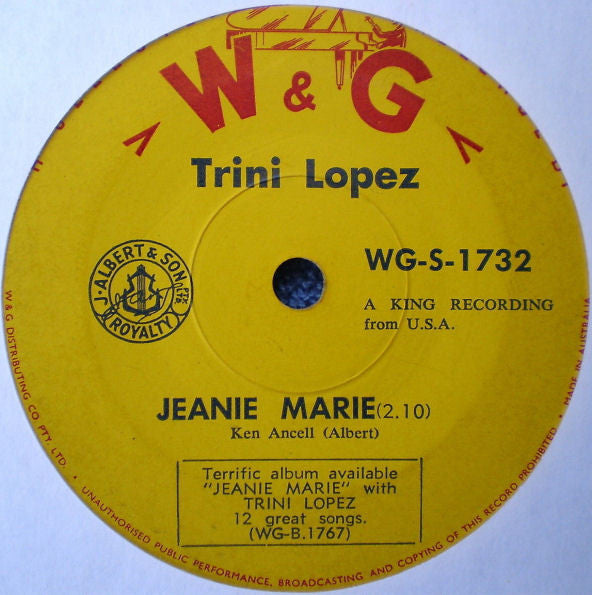 W & G
Trini Lopez
WG-S-1732
J. ALBERT & SON PTY. LTD.
ROYALTY
A KING RECORDING
from U.S.A.
JEANIE MARIE (2.10)
Ken Ancell (Albert)
Terrific album available
"JEANIE MARIE" with
TRINI LOPEZ
12 great songs.
(WG-B.1767)
W & G DISTRIBUTING CO PTY. LTD. • UNAUTHORISED PUBLIC PERFORMANCE, BROADCASTING AND COPYING OF THIS RECORD PROHIBITED • MADE IN AUSTRALIA